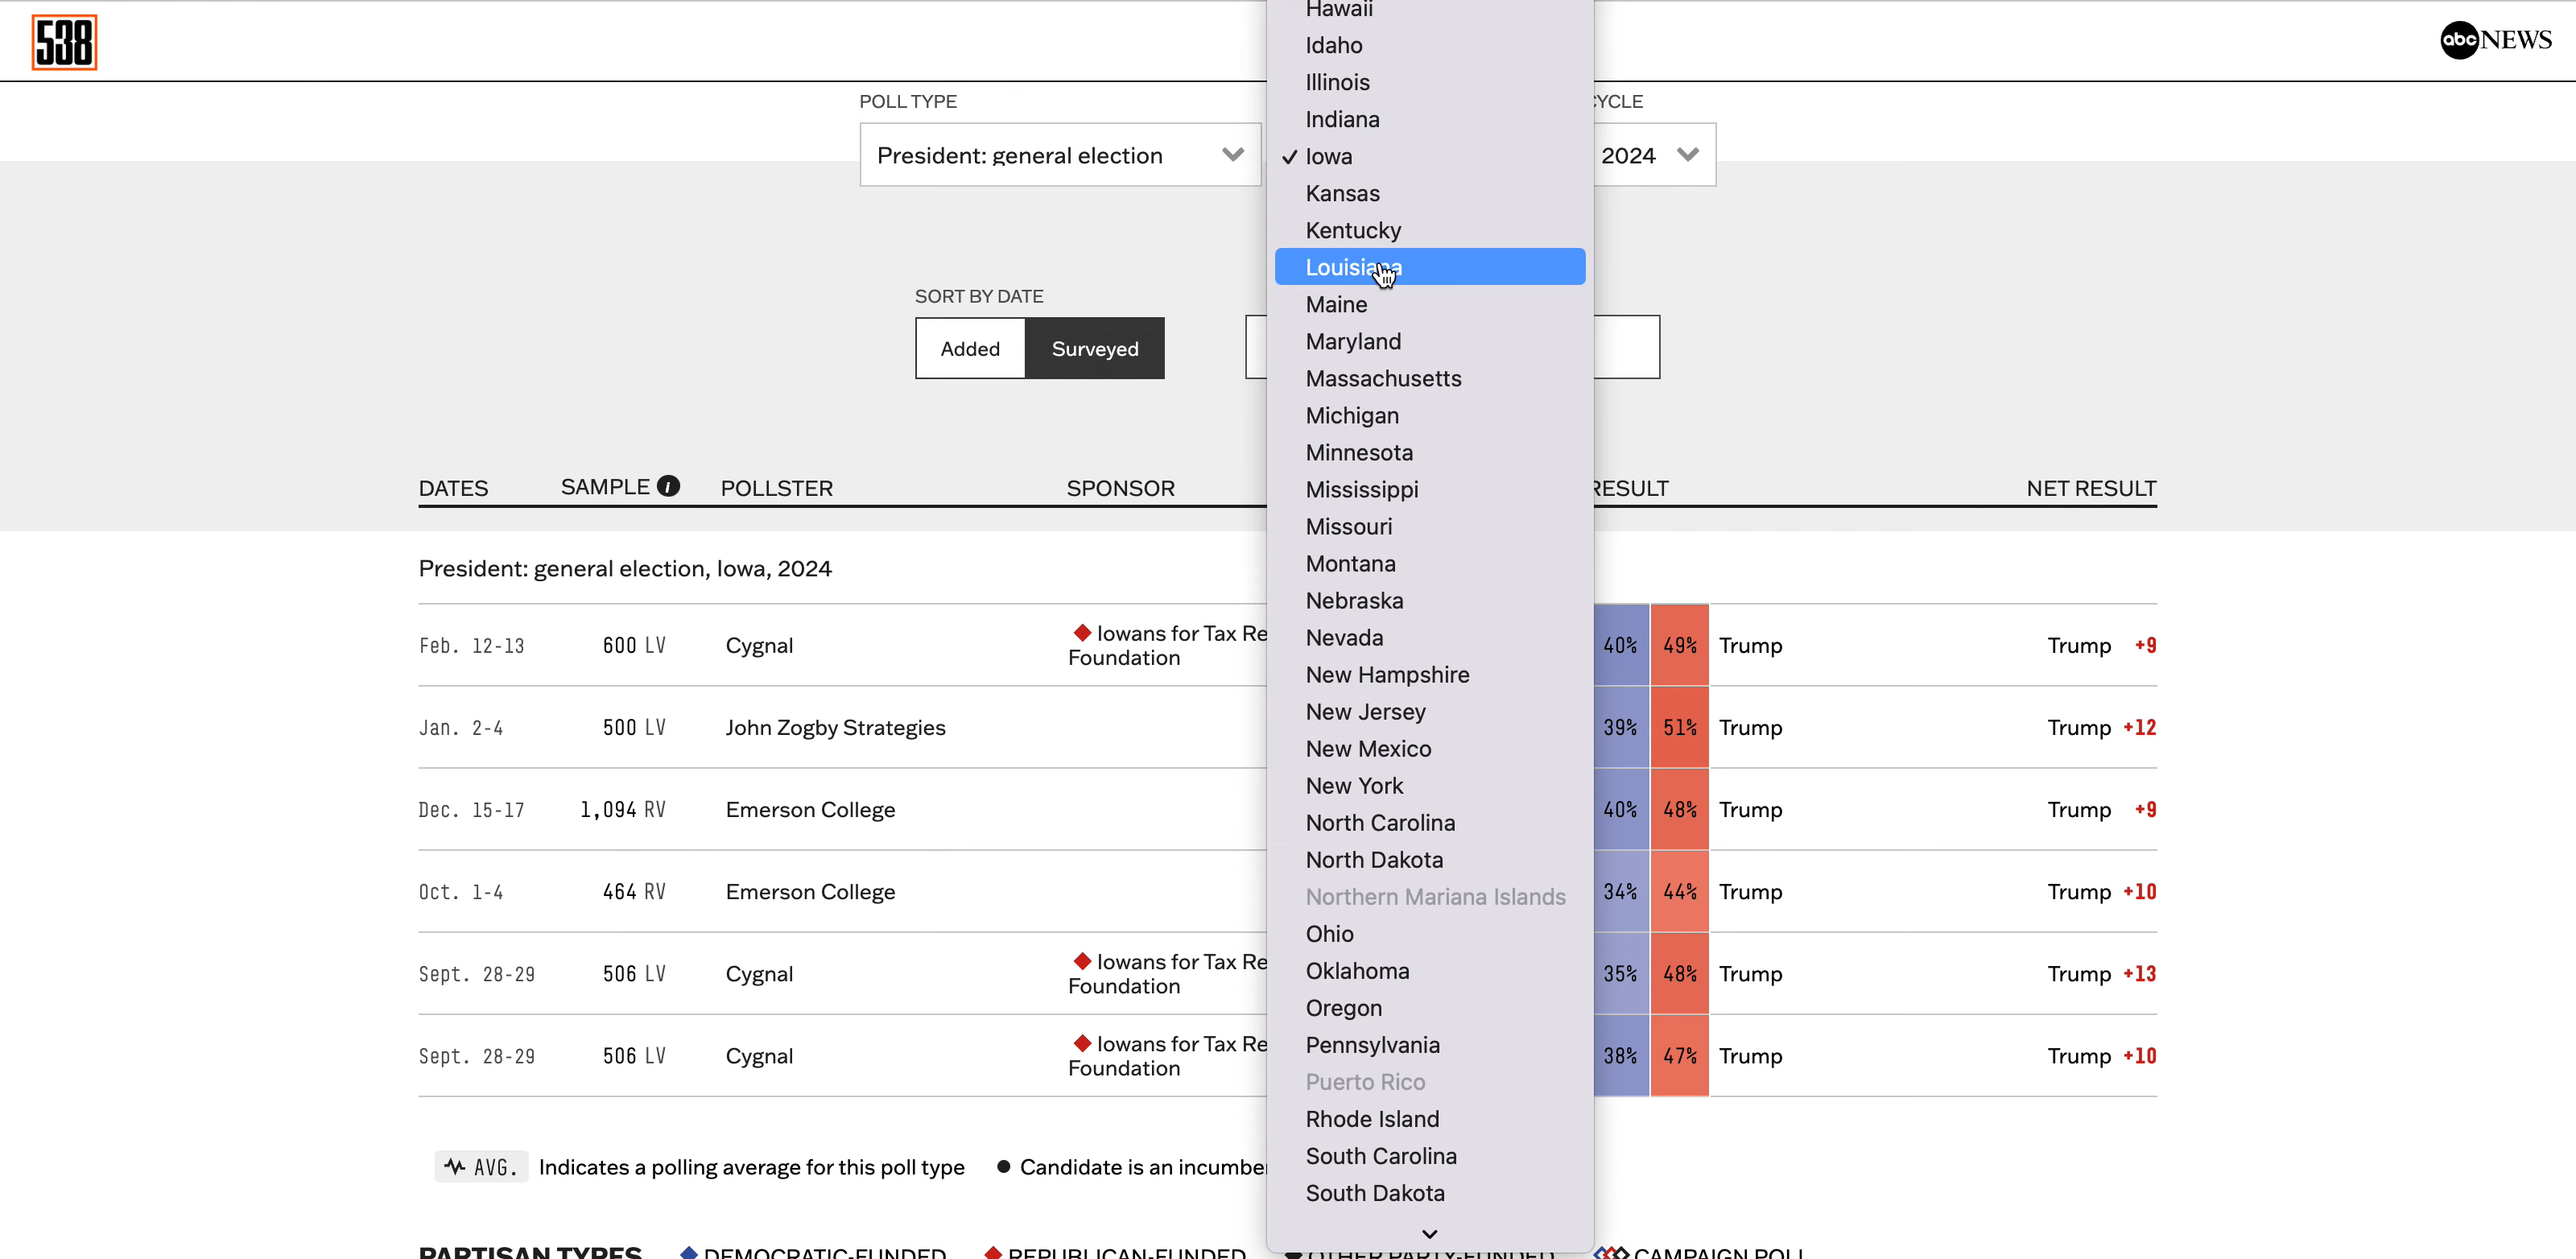 538
abc NEWS
POLL TYPE
CYCLE
President: general election
2024
Hawaii
Idaho
Illinois
Indiana
✓ Iowa
Kansas
Kentucky
Louisiana
Maine
Maryland
Massachusetts
Michigan
Minnesota
Mississippi
Missouri
Montana
Nebraska
Nevada
New Hampshire
New Jersey
New Mexico
New York
North Carolina
North Dakota
Northern Mariana Islands
Ohio
Oklahoma
Oregon
Pennsylvania
Puerto Rico
Rhode Island
South Carolina
South Dakota
SORT BY DATE
Added Surveyed
DATES SAMPLE i POLLSTER SPONSOR RESULT NET RESULT
President: general election, Iowa, 2024
Feb. 12-13 600 LV Cygnal Iowans for Tax Re
Foundation 40% 49% Trump Trump +9
Jan. 2-4 500 LV John Zogby Strategies 39% 51% Trump Trump +12
Dec. 15-17 1,094 RV Emerson College 40% 48% Trump Trump +9
Oct. 1-4 464 RV Emerson College 34% 44% Trump Trump +10
Sept. 28-29 506 LV Cygnal Iowans for Tax Re
Foundation 35% 48% Trump Trump +13
Sept. 28-29 506 LV Cygnal Iowans for Tax Re
Foundation 38% 47% Trump Trump +10
AVG. Indicates a polling average for this poll type ● Candidate is an incumbe
PARTISAN TYPES DEMOCRATIC-FUNDED REPUBLICAN-FUNDED OTHER PARTY-FUNDED CAMPAIGN POLL